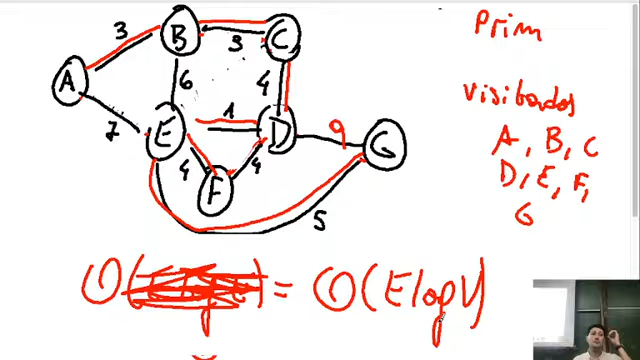 Prim
3
B
3
C
A
6
4
7
E
1
D
9
G
4
F
4
5
Visitados
A, B, C
D, E, F,
G
= O(E log V)